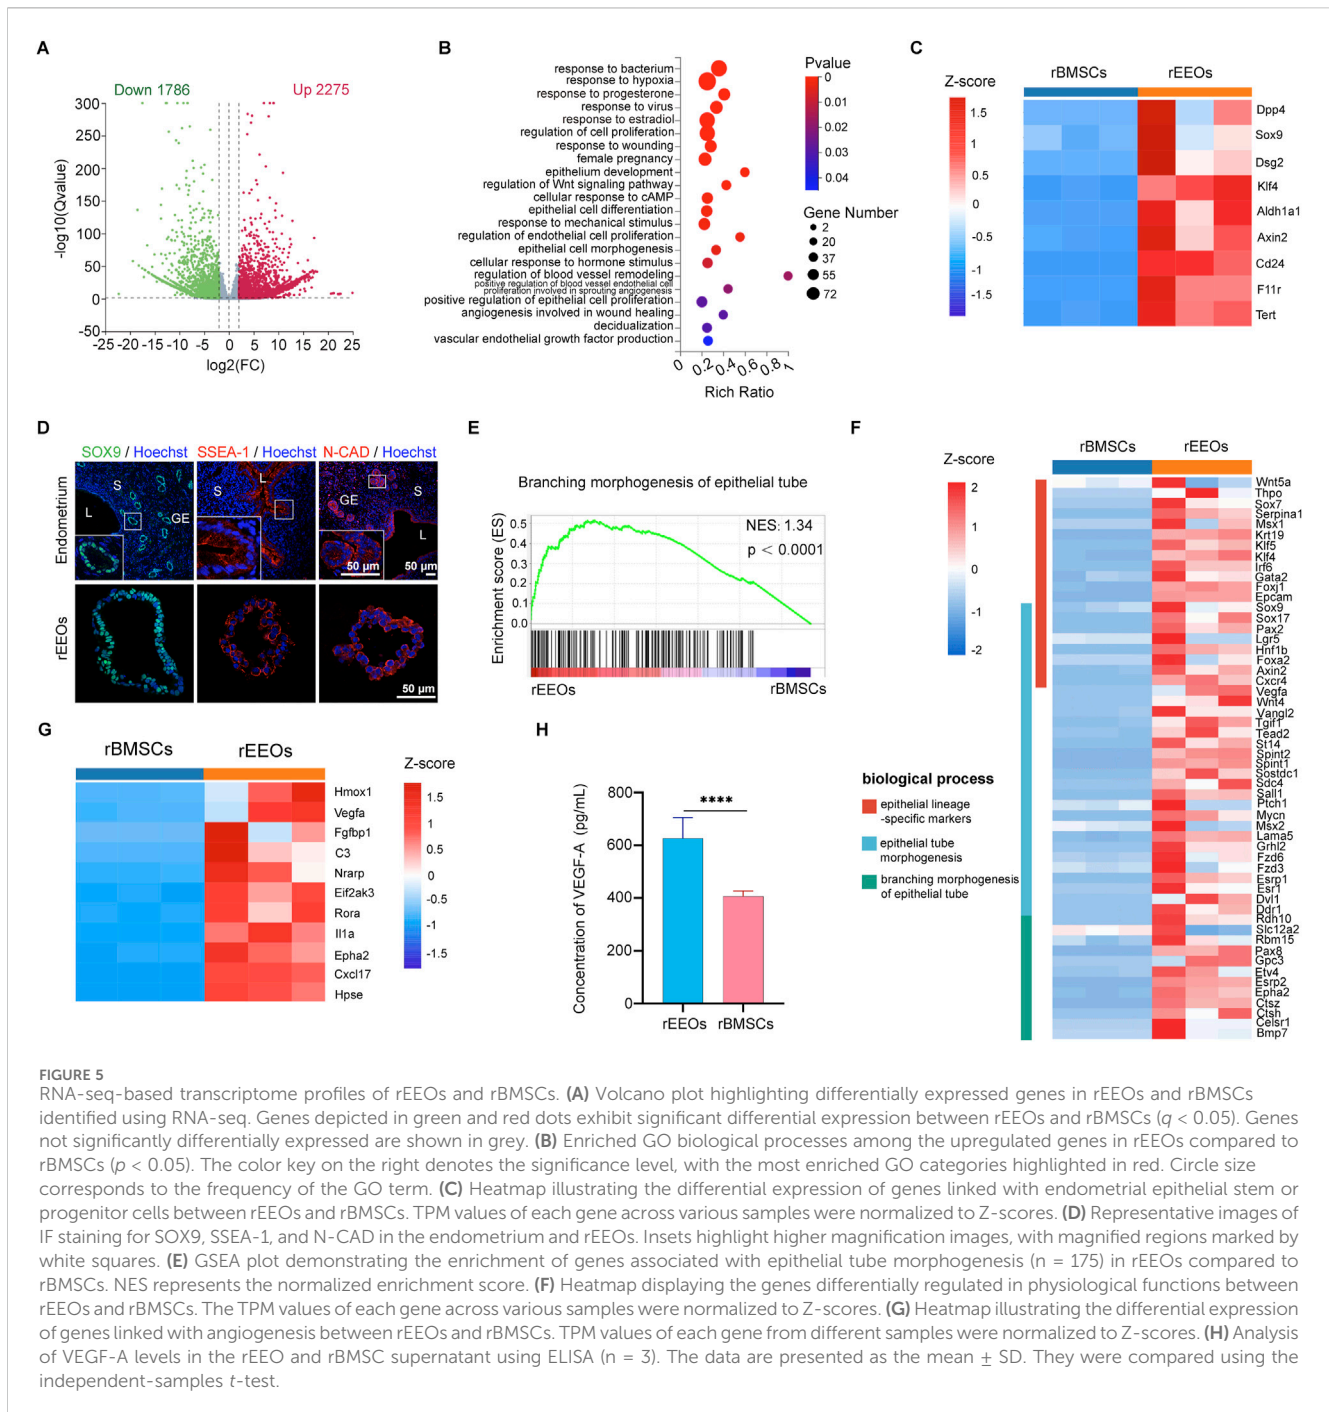 A
Down 1786
Up 2275
300
250
200
150
100
50
0
-50
-log10(Qvalue)
-25 -20 -15 -10 -5 0 5 10 15 20 25
log2(FC)
B
response to bacterium
response to hypoxia
response to progesterone
response to virus
response to estradiol
regulation of cell proliferation
response to wounding
female pregnancy
epithelium development
regulation of Wnt signaling pathway
cellular response to cAMP
epithelial cell differentiation
response to mechanical stimulus
regulation of endothelial cell proliferation
epithelial cell morphogenesis
cellular response to hormone stimulus
regulation of blood vessel remodeling
positive regulation of blood vessel endothelial cell
proliferation involved in sprouting angiogenesis
positive regulation of epithelial cell proliferation
angiogenesis involved in wound healing
decidualization
vascular endothelial growth factor production
0 0.2 0.4 0.6 0.8 1
Rich Ratio
Pvalue
0
0.01
0.02
0.03
0.04
Gene Number
2
20
37
55
72
C
Z-score
1.5
1
0.5
0
-0.5
-1
-1.5
rBMSCs
rEEOs
Dpp4
Sox9
Dsg2
Klf4
Aldh1a1
Axin2
Cd24
F11r
Tert
D
SOX9 / Hoechst
SSEA-1 / Hoechst
N-CAD / Hoechst
Endometrium
S
L
GE
S
L
GE
L
50 µm
50 µm
rEEOs
50 µm
E
Branching morphogenesis of epithelial tube
Enrichment score (ES)
0.5
0.4
0.3
0.2
0.1
0.0
NES: 1.34
p < 0.0001
rEEOs
rBMSCs
F
Z-score
2
1
0
-1
-2
rBMSCs
rEEOs
Wnt5a
Thpo
Sox7
Serpina1
Msx1
Krt19
Klf5
Klf4
Irf6
Gata2
Foxj1
Epcam
Sox9
Sox17
Pax2
Lgr5
Hnf1b
Foxa2
Axin2
Cxcr4
Vegfa
Wnt4
Vangl2
Tgif1
Tead2
St14
Spint2
Spint1
Sostdc1
Sdc4
Sall1
Ptch1
Mycn
Msx2
Lama5
Grhl2
Fzd6
Fzd3
Esrp1
Esr1
Dvl1
Ddr1
Rdh10
Slc12a2
Rbm15
Pax8
Gpc3
Etv4
Esrp2
Epha2
Ctsz
Ctsh
Celsr1
Bmp7
biological process
epithelial lineage
-specific markers
epithelial tube
morphogenesis
branching morphogenesis
of epithelial tube
G
rBMSCs
rEEOs
Hmox1
Vegfa
Fgfbp1
C3
Nrarp
Eif2ak3
Rora
Il1a
Epha2
Cxcl17
Hpse
Z-score
1.5
1
0.5
0
-0.5
-1
-1.5
H
Concentration of VEGF-A (pg/mL)
800
600
400
200
0
****
rEEOs
rBMSCs
FIGURE 5
RNA-seq-based transcriptome profiles of rEEOs and rBMSCs. (A) Volcano plot highlighting differentially expressed genes in rEEOs and rBMSCs
identified using RNA-seq. Genes depicted in green and red dots exhibit significant differential expression between rEEOs and rBMSCs (q < 0.05). Genes
not significantly differentially expressed are shown in grey. (B) Enriched GO biological processes among the upregulated genes in rEEOs compared to
rBMSCs (p < 0.05). The color key on the right denotes the significance level, with the most enriched GO categories highlighted in red. Circle size
corresponds to the frequency of the GO term. (C) Heatmap illustrating the differential expression of genes linked with endometrial epithelial stem or
progenitor cells between rEEOs and rBMSCs. TPM values of each gene across various samples were normalized to Z-scores. (D) Representative images of
IF staining for SOX9, SSEA-1, and N-CAD in the endometrium and rEEOs. Insets highlight higher magnification images, with magnified regions marked by
white squares. (E) GSEA plot demonstrating the enrichment of genes associated with epithelial tube morphogenesis (n = 175) in rEEOs compared to
rBMSCs. NES represents the normalized enrichment score. (F) Heatmap displaying the genes differentially regulated in physiological functions between
rEEOs and rBMSCs. The TPM values of each gene across various samples were normalized to Z-scores. (G) Heatmap illustrating the differential expression
of genes linked with angiogenesis between rEEOs and rBMSCs. TPM values of each gene from different samples were normalized to Z-scores. (H) Analysis
of VEGF-A levels in the rEEO and rBMSC supernatant using ELISA (n = 3). The data are presented as the mean ± SD. They were compared using the
independent-samples t-test.